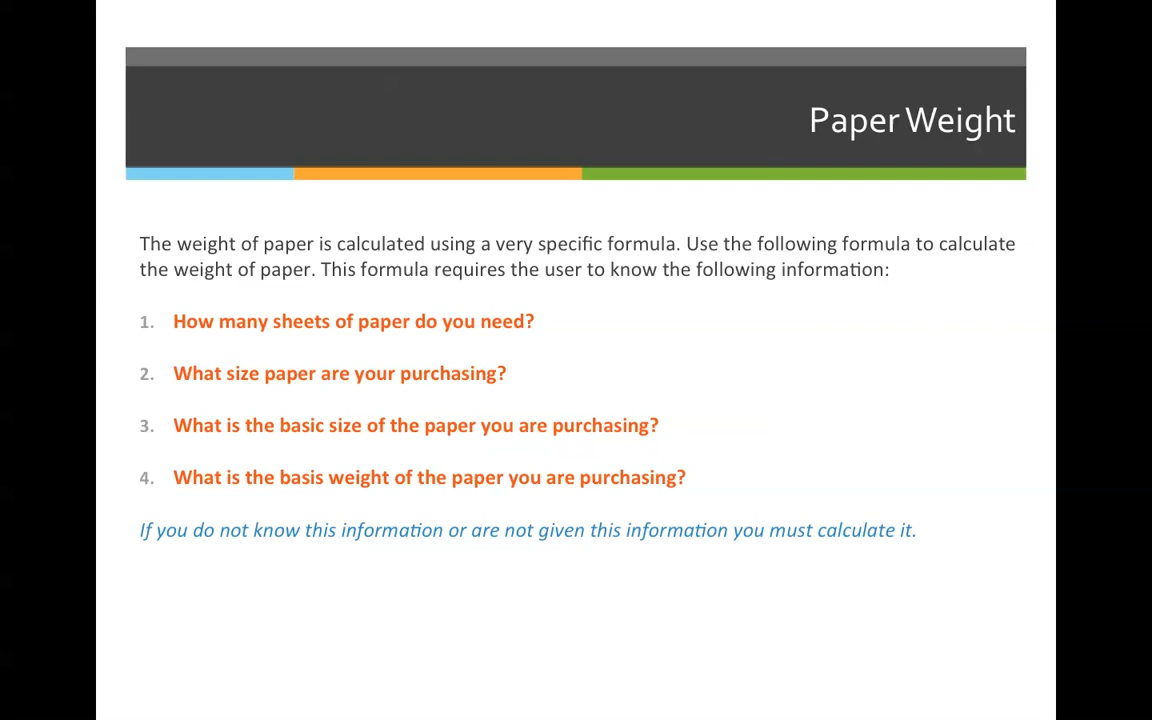 Paper Weight
The weight of paper is calculated using a very specific formula. Use the following formula to calculate
the weight of paper. This formula requires the user to know the following information:
1. How many sheets of paper do you need?
2. What size paper are your purchasing?
3. What is the basic size of the paper you are purchasing?
4. What is the basis weight of the paper you are purchasing?
If you do not know this information or are not given this information you must calculate it.